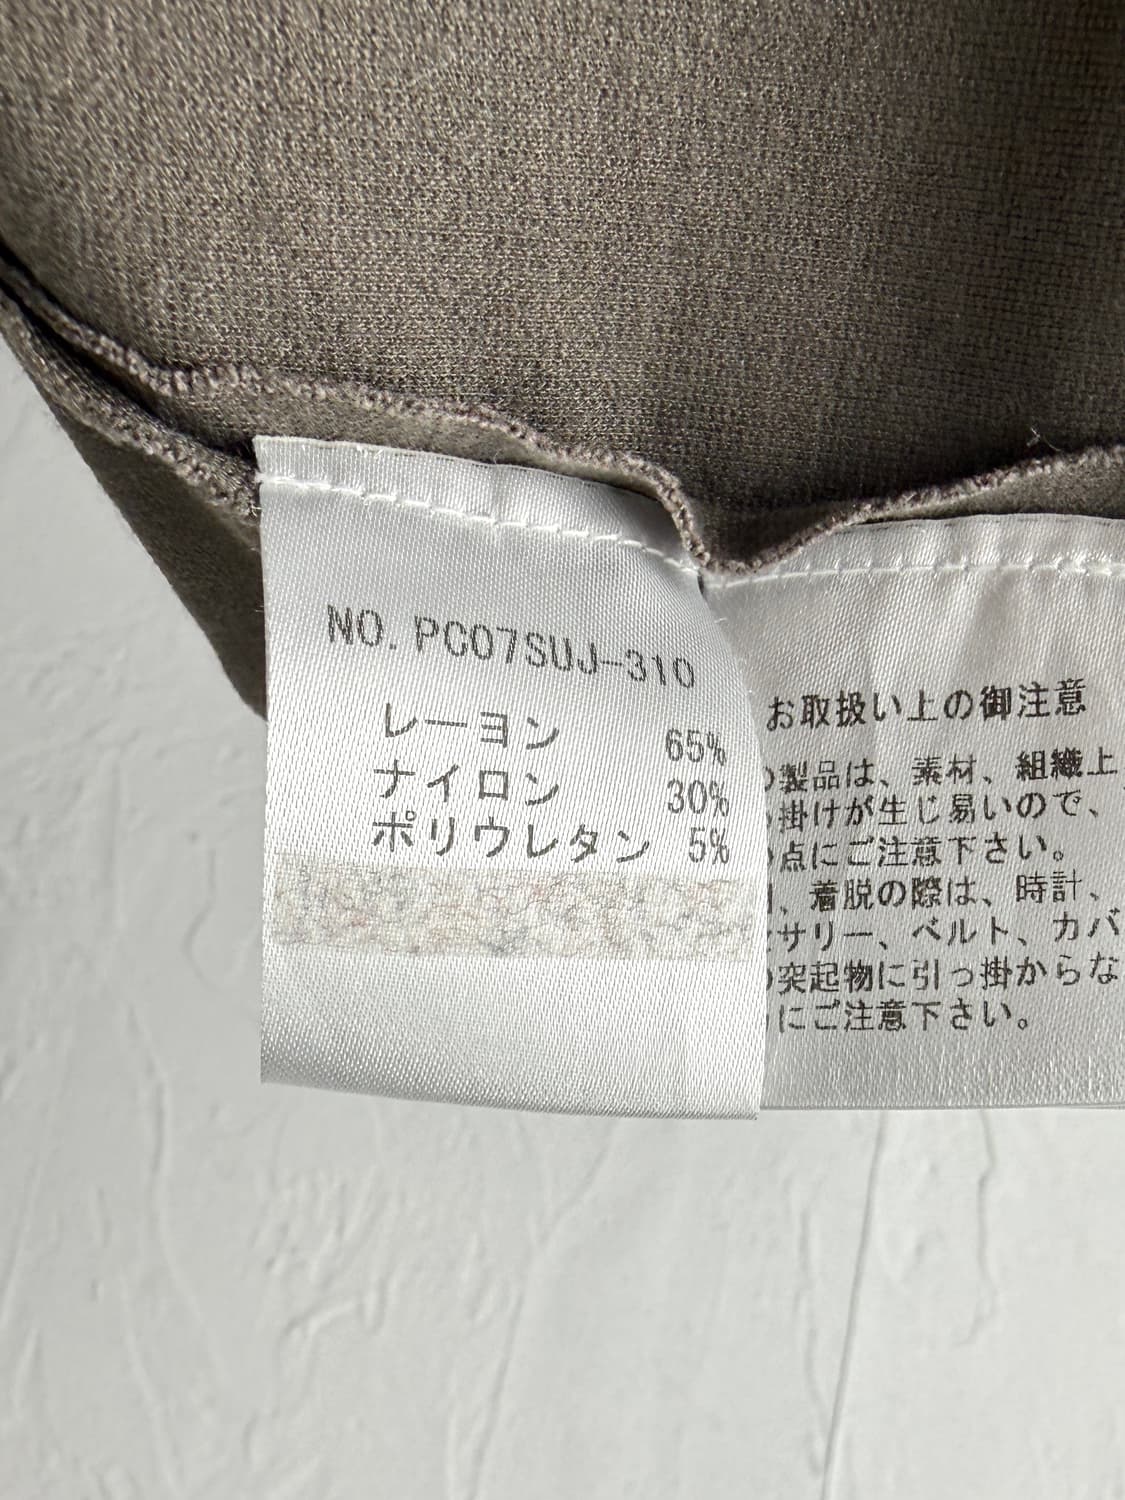 NO. PC07SUJ-310
レーヨン 65%
ナイロン 30%
ポリウレタン 5%
お取扱い上の御注意
製品は、素材、組織上
掛けが生じ易いので、
点にご注意下さい。
、着脱の際は、時計、
サリー、ベルト、カバ
突起物に引っ掛からな
にご注意下さい。